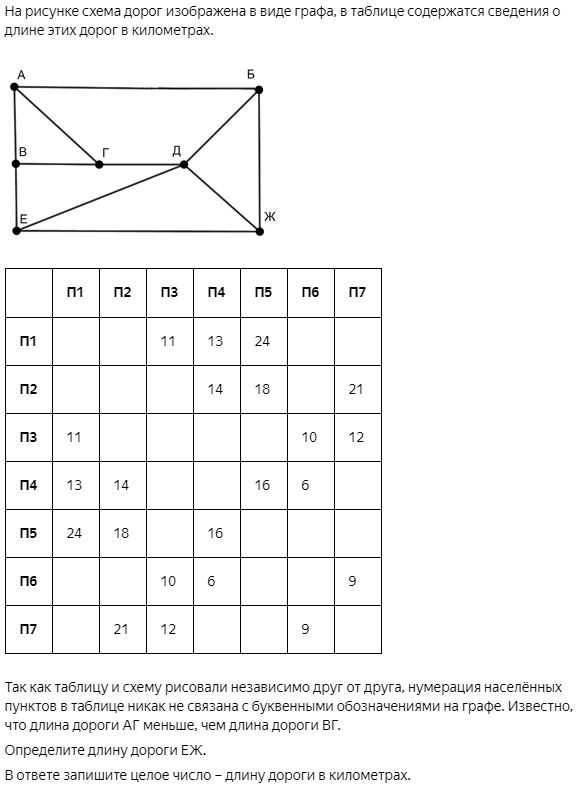 На рисунке схема дорог изображена в виде графа, в таблице содержатся сведения о
длине этих дорог в километрах.
А Б
В Г Д
Е Ж
П1 П2 П3 П4 П5 П6 П7
П1 11 13 24
П2 14 18 21
П3 11 10 12
П4 13 14 16 6
П5 24 18 16
П6 10 6 9
П7 21 12 9
Так как таблицу и схему рисовали независимо друг от друга, нумерация населённых
пунктов в таблице никак не связана с буквенными обозначениями на графе. Известно,
что длина дороги АГ меньше, чем длина дороги ВГ.
Определите длину дороги ЕЖ.
В ответе запишите целое число – длину дороги в километрах.